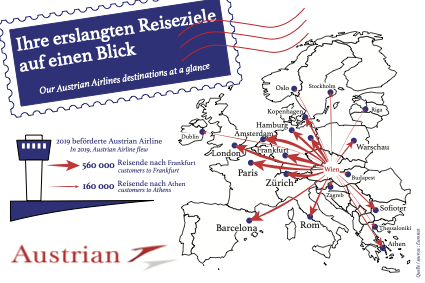 Ihre erslangten Reiseziele
auf einen Blick
Our Austrian Airlines destinations at a glance
2019 beförderte Austrian Airline
In 2019, Austrian Airline flew
560 000 Reisende nach Frankfurt
customers to Frankfurt
160 000 Reisende nach Athen
customers to Athens
Austrian
Oslo
Stockholm
Kopenhagen
Riga
Dublin
Hamburg
Amsterdam
London
Frankfurt
Warschau
Paris
Wien
Zürich
Budapest
Zagreb
Sofioter
Barcelona
Rom
Thessaloniki
Athen